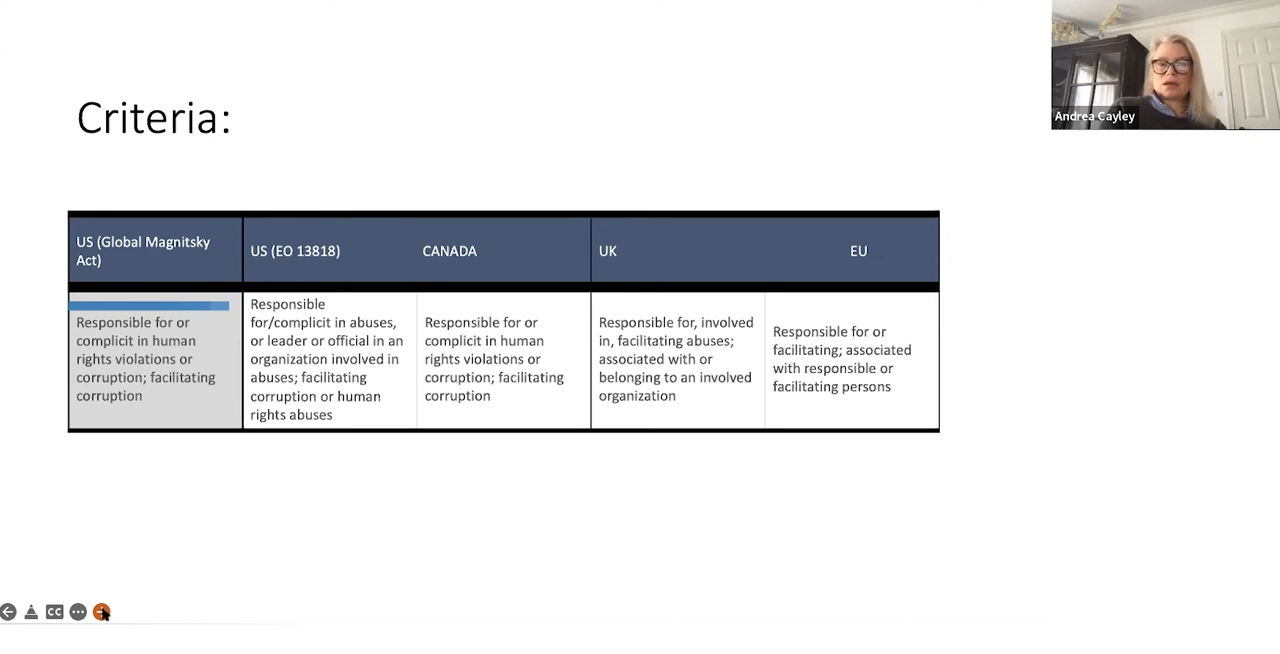 Criteria:
Andrea Cayley
US (Global Magnitsky
Act)
US (EO 13818)
CANADA
UK
EU
Responsible for or
complicit in human
rights violations or
corruption; facilitating
corruption
Responsible
for/complicit in abuses,
or leader or official in an
organization involved in
abuses; facilitating
corruption or human
rights abuses
Responsible for or
complicit in human
rights violations or
corruption; facilitating
corruption
Responsible for, involved
in, facilitating abuses;
associated with or
belonging to an involved
organization
Responsible for or
facilitating; associated
with responsible or
facilitating persons
CC